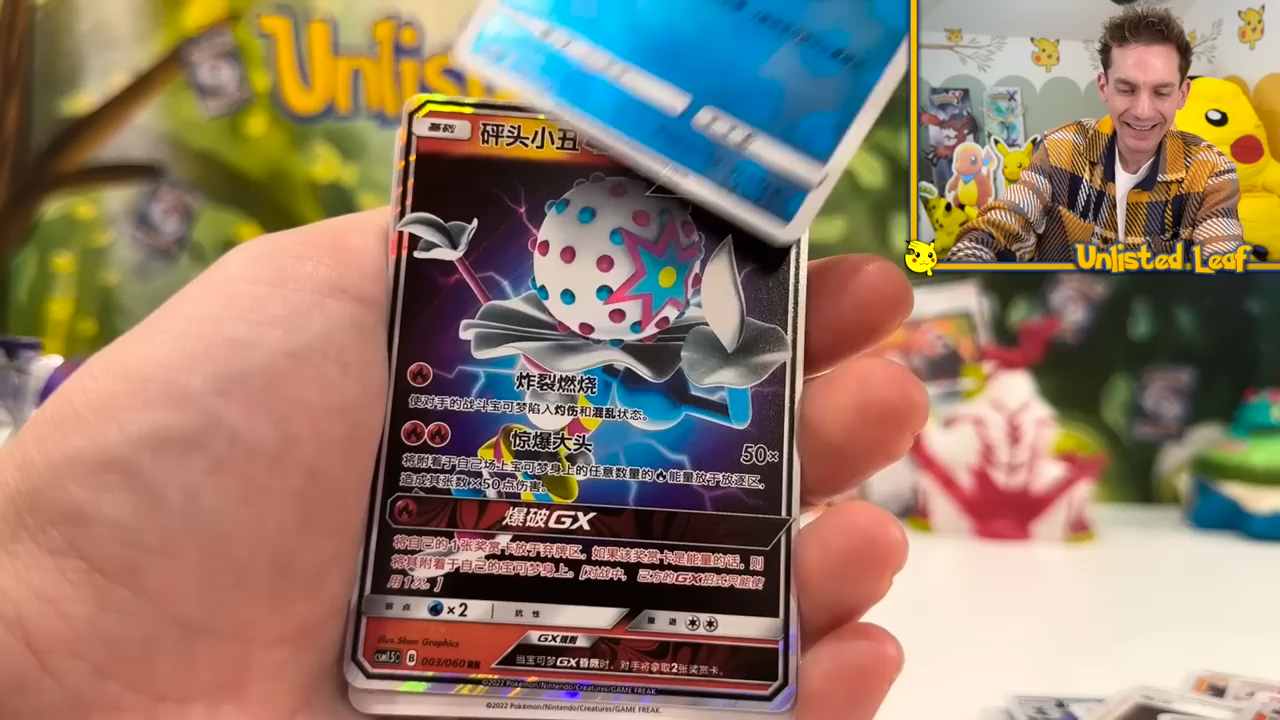 Unlis
基础
砰头小丑
炸裂燃烧
使对手的战斗宝可梦陷入灼伤和混乱状态。
惊爆大头 50×
将附着于自己场上宝可梦身上的任意数量的能量放于放逐区,
造成其张数×50点伤害。
爆破GX
将自己的1张奖赏卡放于弃牌区,如果该奖赏卡是能量的话,则
将其附着于自己的宝可梦身上。[对战中,己方的GX招式只能使
用1次。]
弱点 ×2 抗性 撤退
Illus. 5ban Graphics
GX规则
CSM1.5C B 003/060 RR
当宝可梦GX昏厥时,对手将拿取2张奖赏卡。
©2022 Pokémon/Nintendo/Creatures/GAME FREAK.
©2022 Pokémon/Nintendo/Creatures/GAME FREAK.
Unlisted Leaf